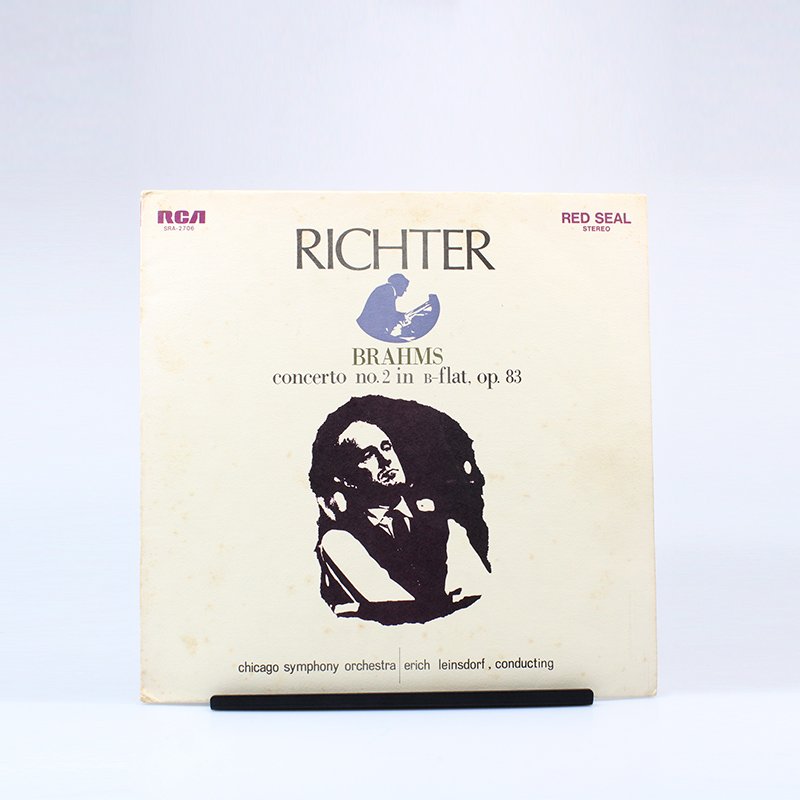 RCA
SRA-2706
RED SEAL
STEREO
RICHTER
BRAHMS
concerto no.2 in B-flat, op. 83
chicago symphony orchestra | erich leinsdorf, conducting